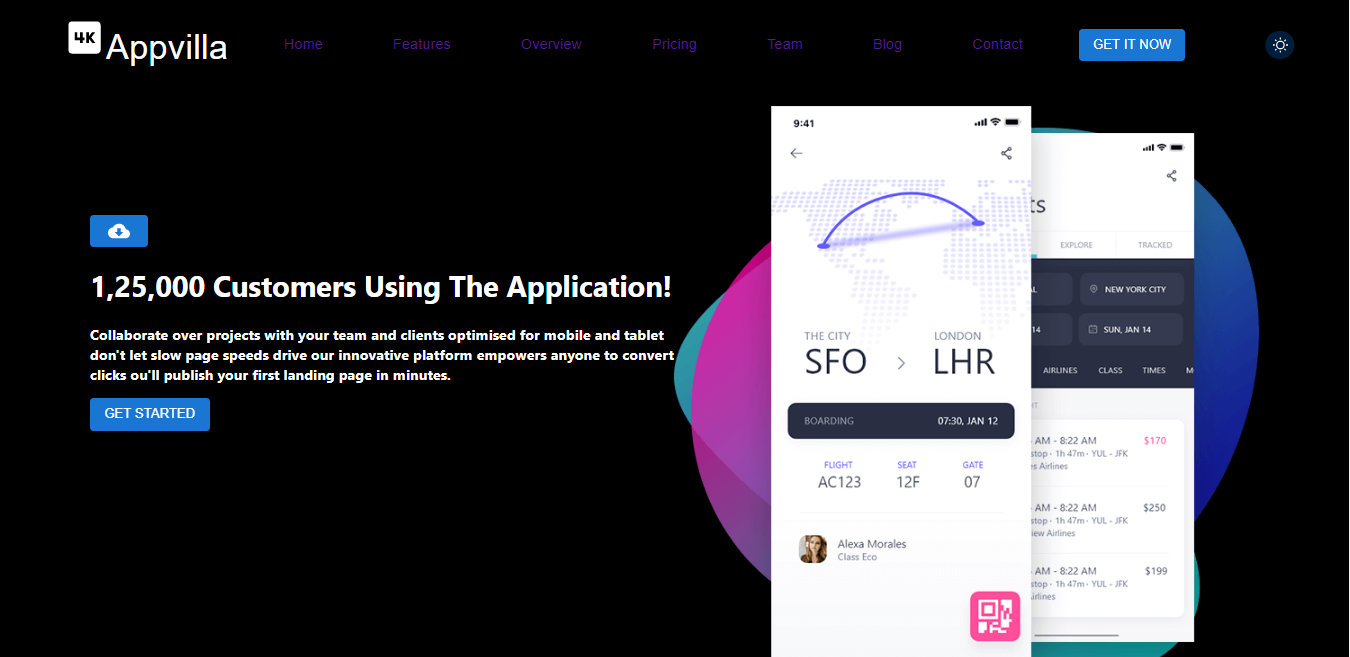 4K Appvilla
Home Features Overview Pricing Team Blog Contact GET IT NOW
1,25,000 Customers Using The Application!
Collaborate over projects with your team and clients optimised for mobile and tablet
don't let slow page speeds drive our innovative platform empowers anyone to convert
clicks ou'll publish your first landing page in minutes.
GET STARTED
9:41
THE CITY LONDON
SFO > LHR
BOARDING 07:30, JAN 12
FLIGHT SEAT GATE
AC123 12F 07
Alexa Morales
Class Eco
ts
EXPLORE TRACKED
AL NEW YORK CITY
14 SUN, JAN 14
AIRLINES CLASS TIMES
HT
AM - 8:22 AM $170
stop · 1h 47m · YUL - JFK
s Airlines
AM - 8:22 AM $250
stop · 1h 47m · YUL - JFK
iew Airlines
AM - 8:22 AM $199
stop · 1h 47m · YUL - JFK
Airlines